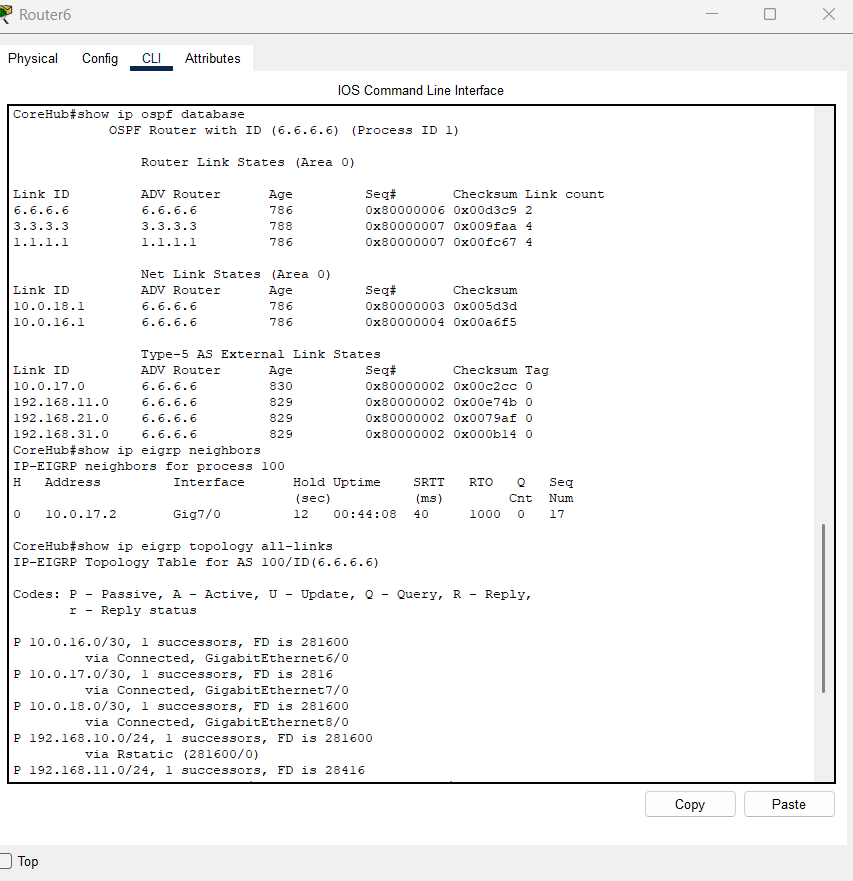 Router6
Physical Config CLI Attributes
IOS Command Line Interface
CoreHub#show ip ospf database
OSPF Router with ID (6.6.6.6) (Process ID 1)
Router Link States (Area 0)
Link ID ADV Router Age Seq# Checksum Link count
6.6.6.6 6.6.6.6 786 0x80000006 0x00d3c9 2
3.3.3.3 3.3.3.3 788 0x80000007 0x009faa 4
1.1.1.1 1.1.1.1 786 0x80000007 0x00fc67 4
Net Link States (Area 0)
Link ID ADV Router Age Seq# Checksum
10.0.18.1 6.6.6.6 786 0x80000003 0x005d3d
10.0.16.1 6.6.6.6 786 0x80000004 0x00a6f5
Type-5 AS External Link States
Link ID ADV Router Age Seq# Checksum Tag
10.0.17.0 6.6.6.6 830 0x80000002 0x00c2cc 0
192.168.11.0 6.6.6.6 829 0x80000002 0x00e74b 0
192.168.21.0 6.6.6.6 829 0x80000002 0x0079af 0
192.168.31.0 6.6.6.6 829 0x80000002 0x000b14 0
CoreHub#show ip eigrp neighbors
IP-EIGRP neighbors for process 100
H Address Interface Hold Uptime SRTT RTO Q Seq
(sec) (ms) Cnt Num
0 10.0.17.2 Gig7/0 12 00:44:08 40 1000 0 17
CoreHub#show ip eigrp topology all-links
IP-EIGRP Topology Table for AS 100/ID(6.6.6.6)
Codes: P - Passive, A - Active, U - Update, Q - Query, R - Reply,
r - Reply status
P 10.0.16.0/30, 1 successors, FD is 281600
via Connected, GigabitEthernet6/0
P 10.0.17.0/30, 1 successors, FD is 2816
via Connected, GigabitEthernet7/0
P 10.0.18.0/30, 1 successors, FD is 281600
via Connected, GigabitEthernet8/0
P 192.168.10.0/24, 1 successors, FD is 281600
via Rstatic (281600/0)
P 192.168.11.0/24, 1 successors, FD is 28416
Copy Paste
Top